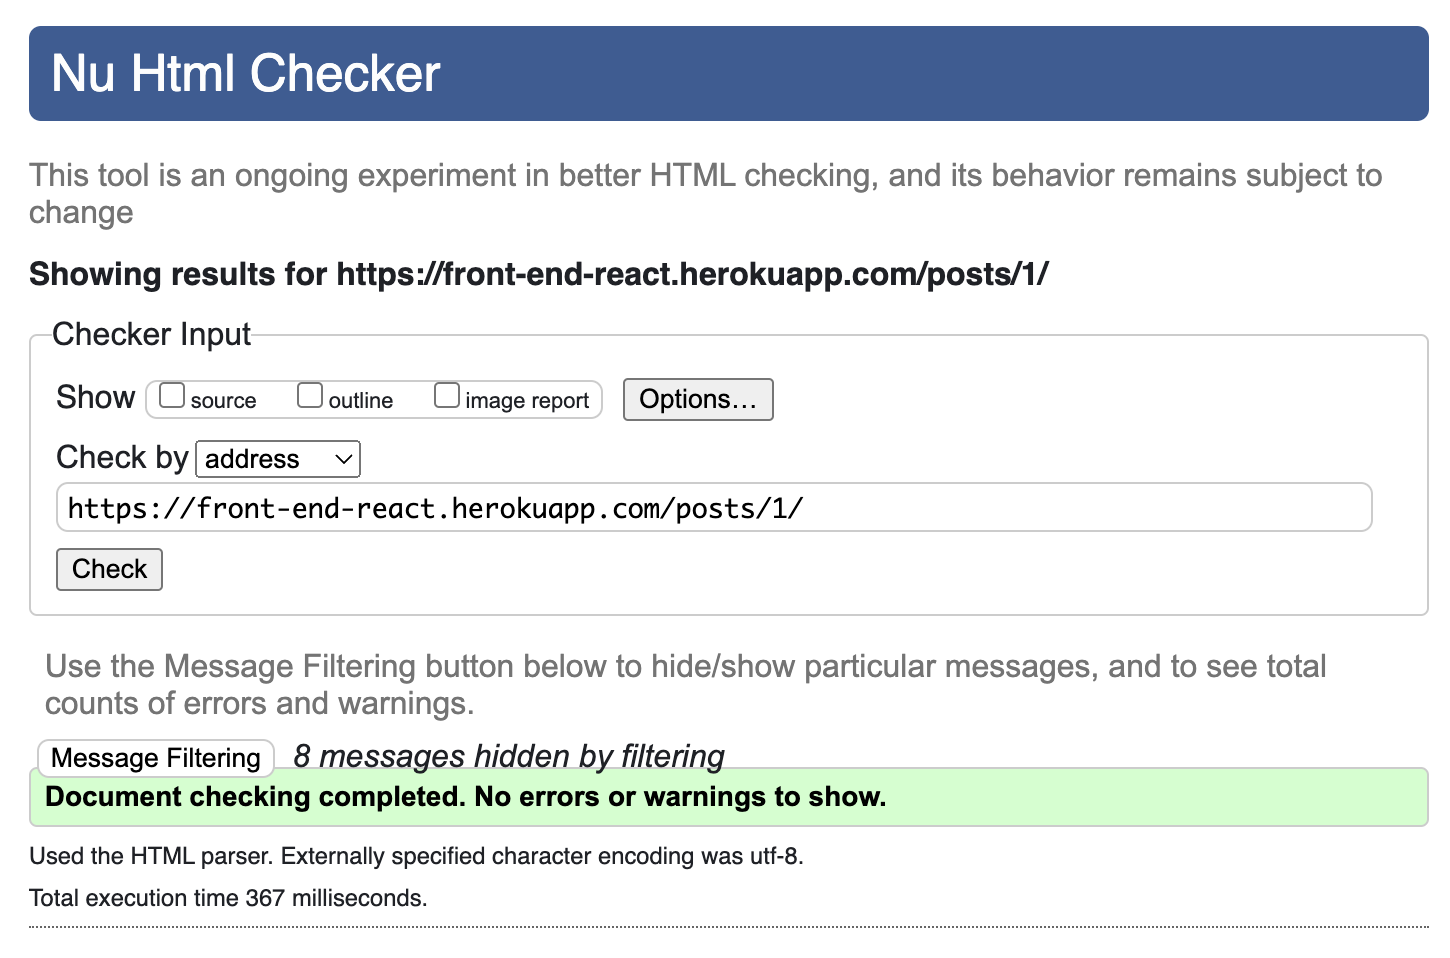 Nu Html Checker
This tool is an ongoing experiment in better HTML checking, and its behavior remains subject to
change
Showing results for https://front-end-react.herokuapp.com/posts/1/
Checker Input
Show source outline image report Options...
Check by address
https://front-end-react.herokuapp.com/posts/1/
Check
Use the Message Filtering button below to hide/show particular messages, and to see total
counts of errors and warnings.
Message Filtering 8 messages hidden by filtering
Document checking completed. No errors or warnings to show.
Used the HTML parser. Externally specified character encoding was utf-8.
Total execution time 367 milliseconds.